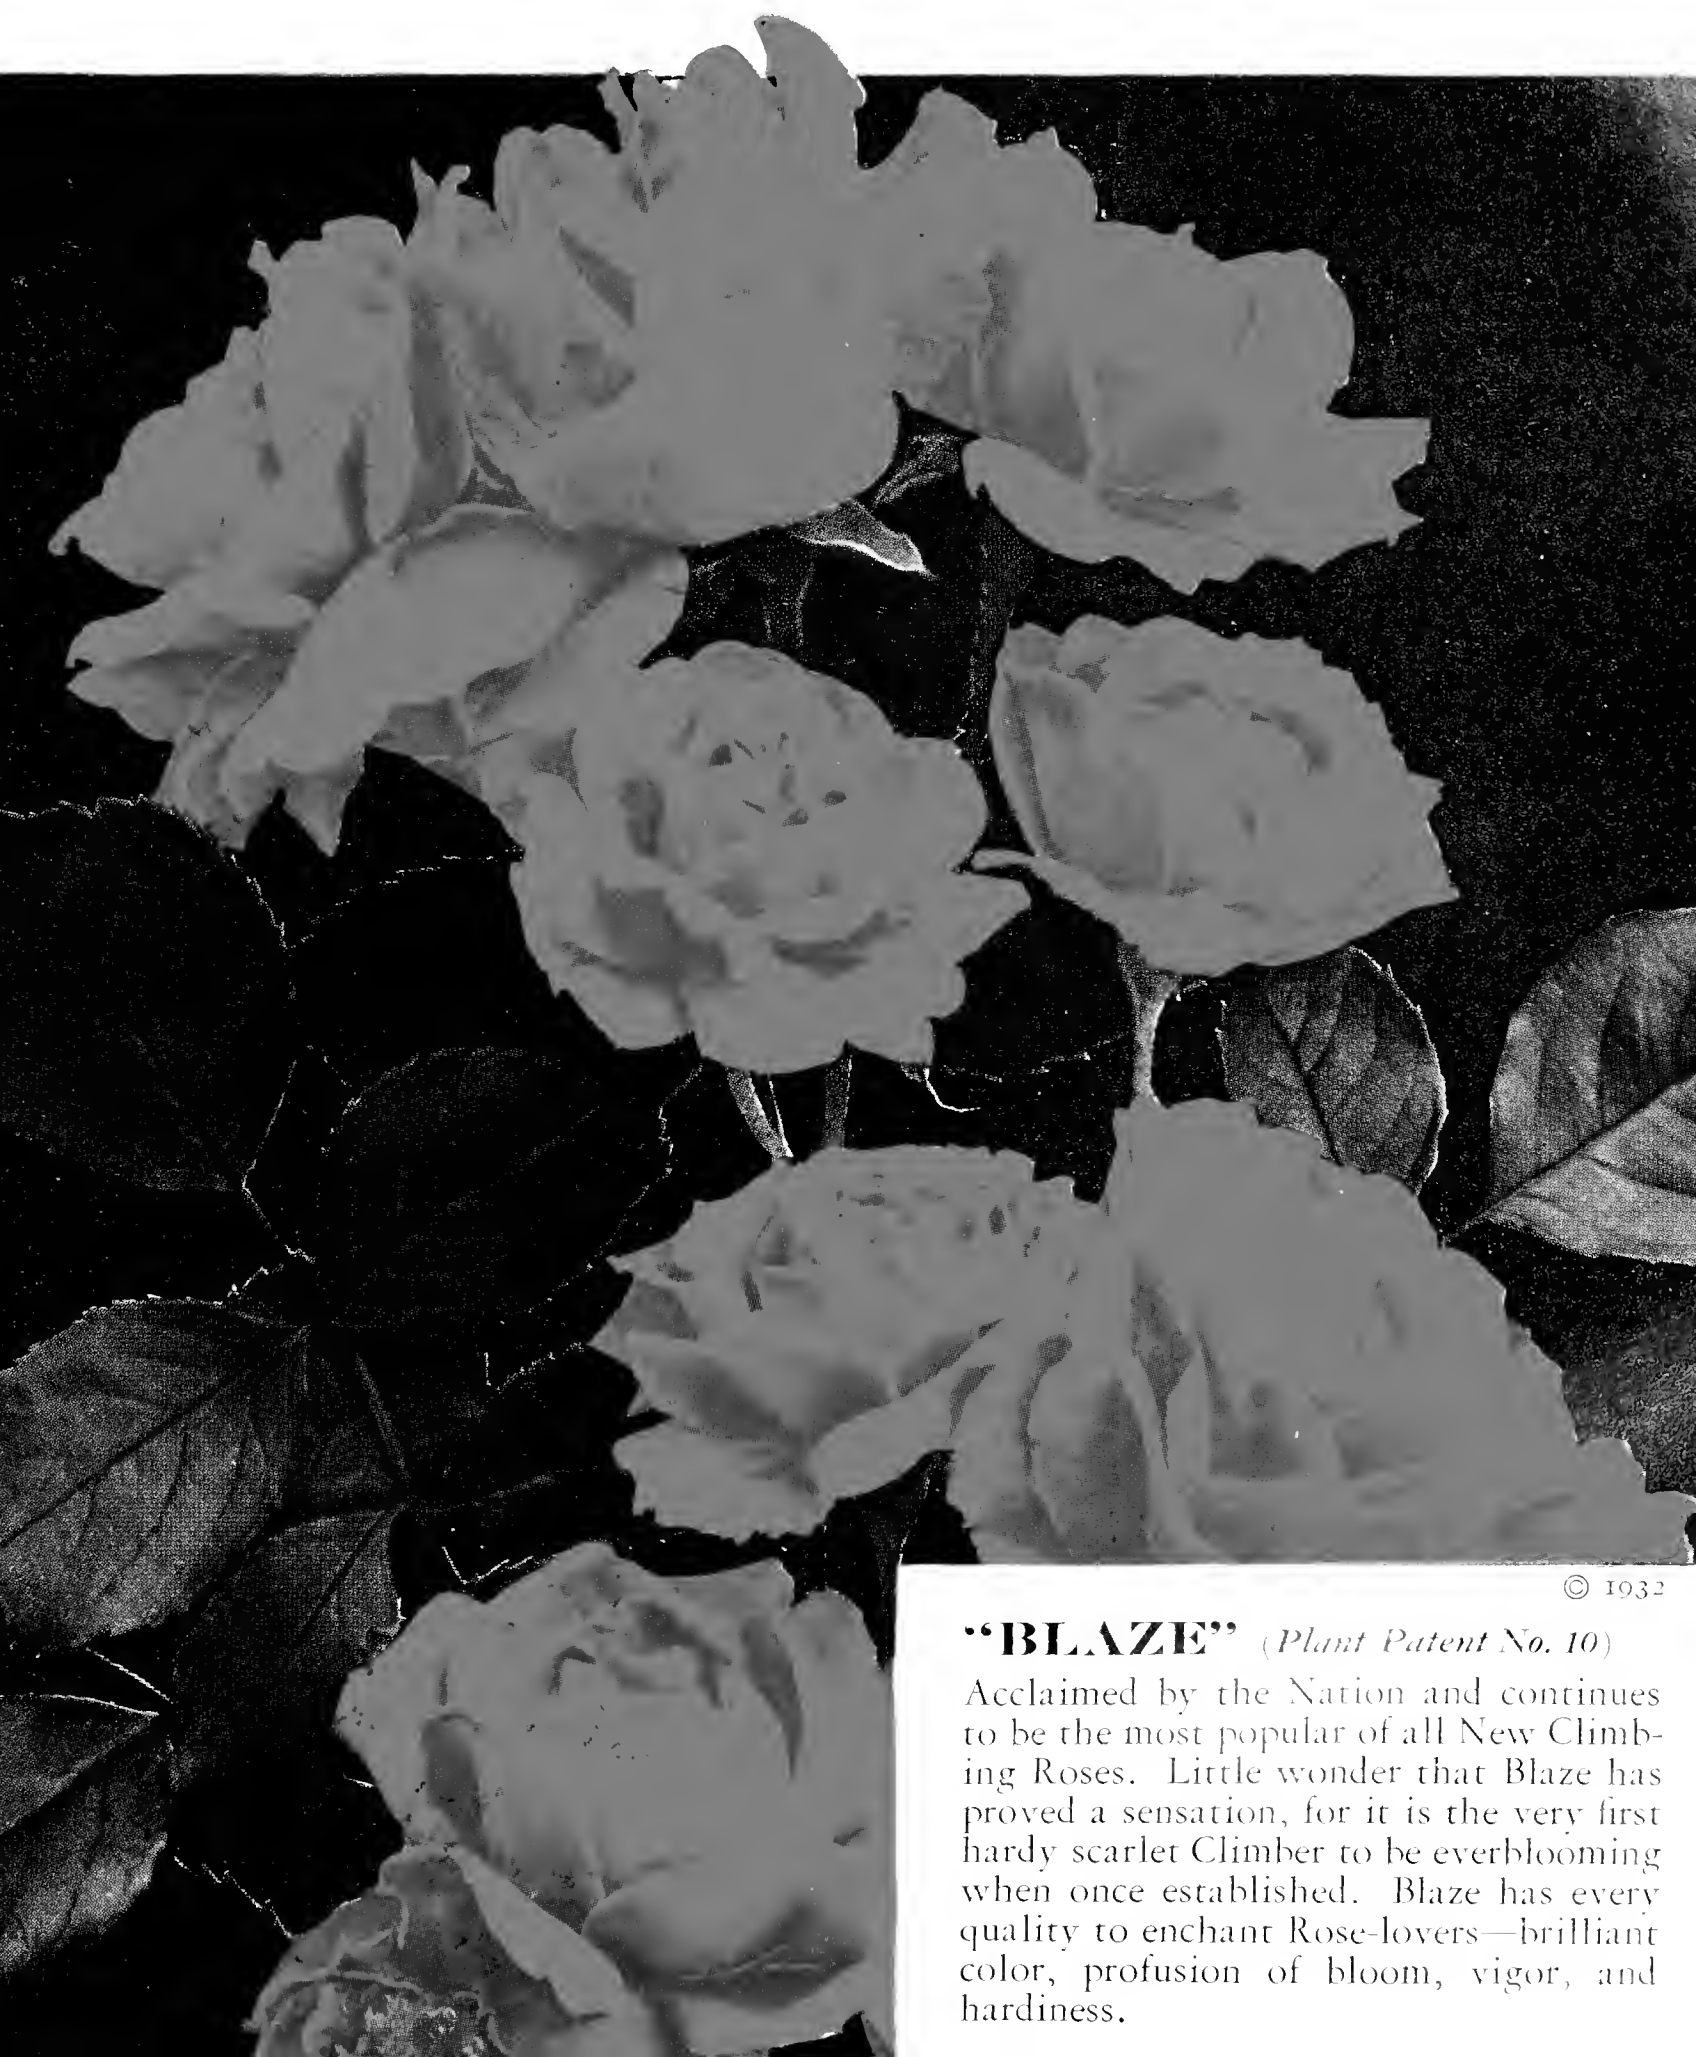 © 1932
“BLAZE” (Plant Patent No. 10)
Acclaimed by the Nation and continues
to be the most popular of all New Climb-
ing Roses. Little wonder that Blaze has
proved a sensation, for it is the very first
hardy scarlet Climber to be everblooming
when once established. Blaze has every
quality to enchant Rose-lovers—brilliant
color, profusion of bloom, vigor, and
hardiness.